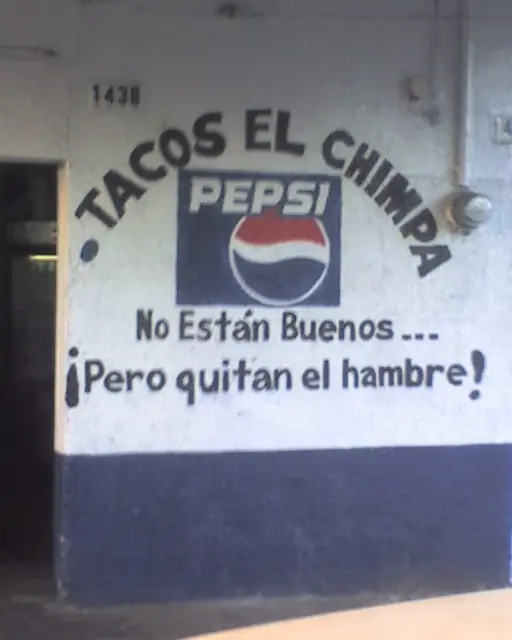 1438
TACOS EL CHIMPA
PEPSI
No Están Buenos...
¡Pero quitan el hambre!